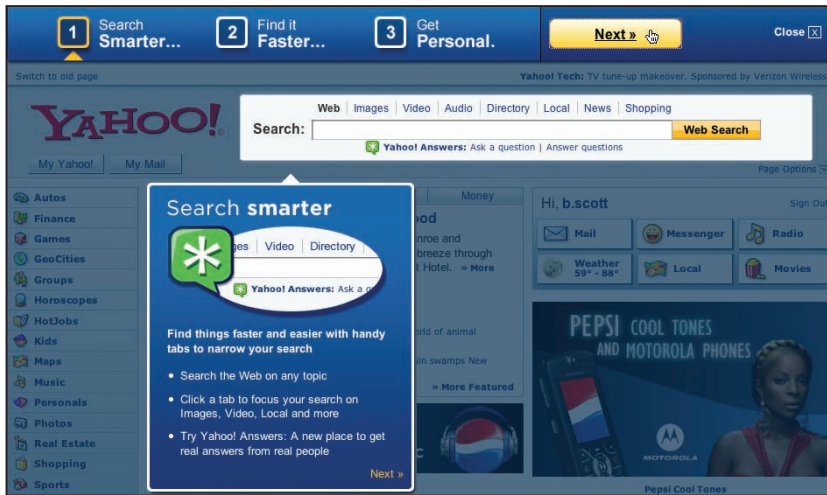 1 Search Smarter...
2 Find it Faster...
3 Get Personal.
Next »
Close X
Switch to old page
Yahoo! Tech: TV tune-up makeover. Sponsored by Verizon Wireless
YAHOO!
Web | Images | Video | Audio | Directory | Local | News | Shopping
Search:
Web Search
Yahoo! Answers: Ask a question | Answer questions
My Yahoo!
My Mail
Page Options
Autos
Finance
Games
GeoCities
Groups
Horoscopes
HotJobs
Kids
Maps
Music
Personals
Photos
Real Estate
Shopping
Sports
Search smarter
Video | Directory
Yahoo! Answers: Ask a
Find things faster and easier with handy
tabs to narrow your search
• Search the Web on any topic
• Click a tab to focus your search on
Images, Video, Local and more
• Try Yahoo! Answers: A new place to get
real answers from real people
Next »
Money
and
breeze through
Hotel. » More
of animal
swamps New
» More Featured
Hi, b.scott
Sign Out
Mail
Messenger
Radio
Weather
59° - 88°
Local
Movies
PEPSI COOL TONES
AND MOTOROLA PHONES
MOTOROLA
Pepsi Cool Tones